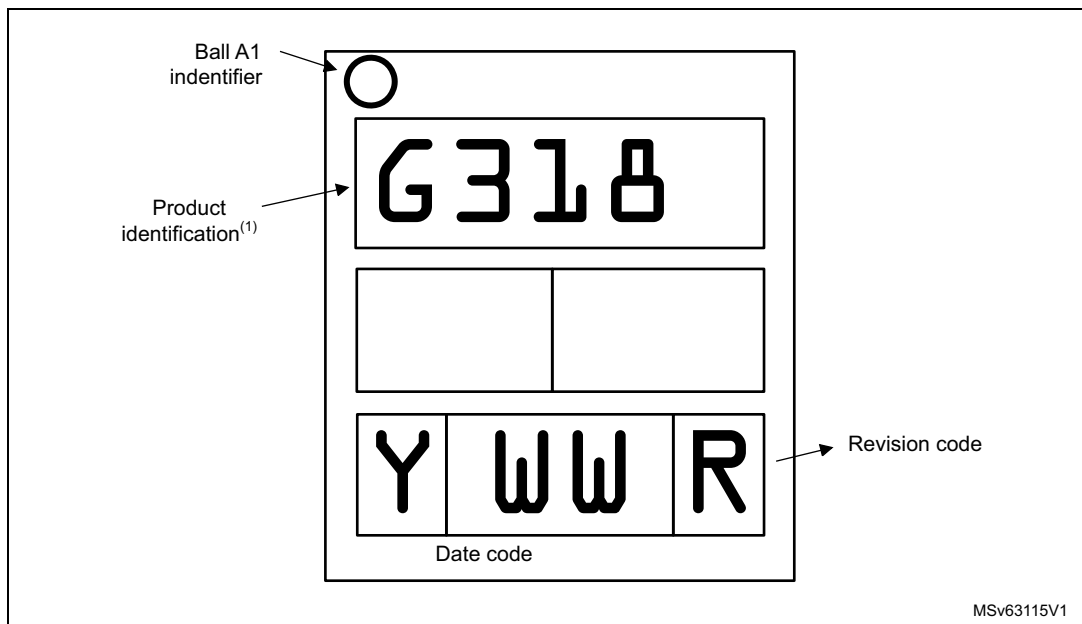 Ball A1
indentifier
G318
Product
identification(1)
Y WW R
Revision code
Date code
MSv63115V1